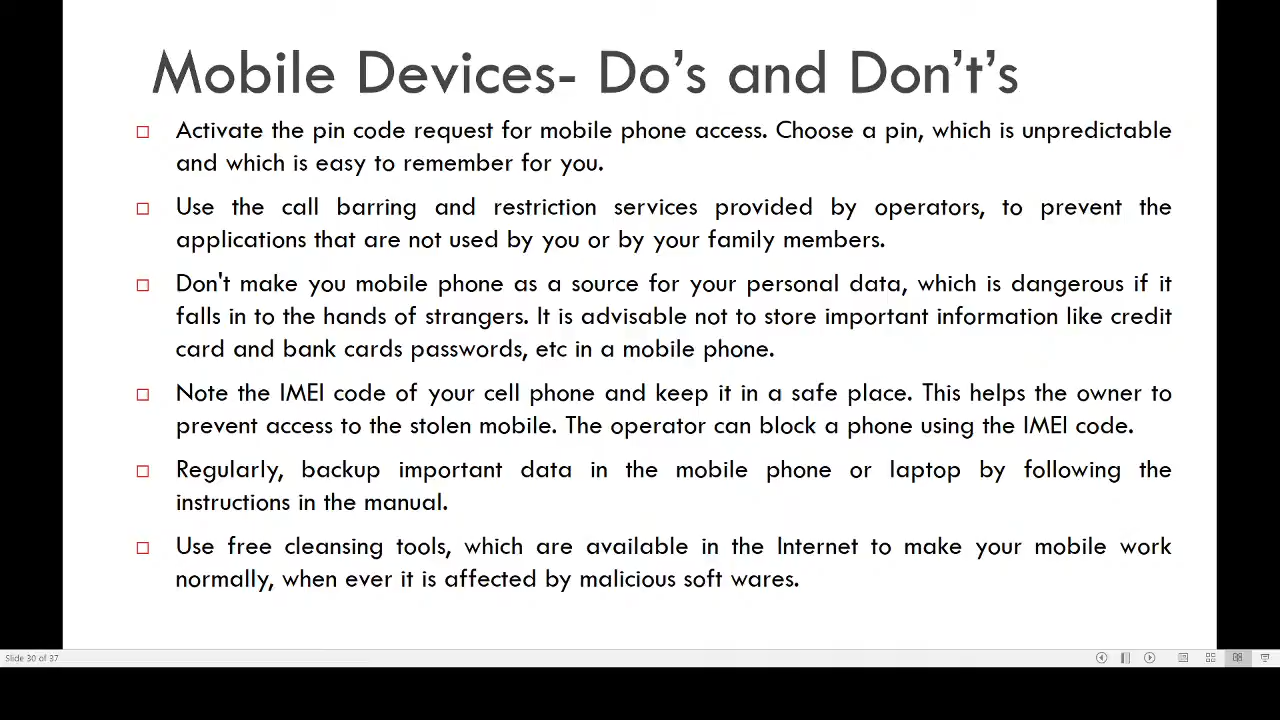 Mobile Devices- Do’s and Don’t’s
Activate the pin code request for mobile phone access. Choose a pin, which is unpredictable
and which is easy to remember for you.
Use the call barring and restriction services provided by operators, to prevent the
applications that are not used by you or by your family members.
Don't make you mobile phone as a source for your personal data, which is dangerous if it
falls in to the hands of strangers. It is advisable not to store important information like credit
card and bank cards passwords, etc in a mobile phone.
Note the IMEI code of your cell phone and keep it in a safe place. This helps the owner to
prevent access to the stolen mobile. The operator can block a phone using the IMEI code.
Regularly, backup important data in the mobile phone or laptop by following the
instructions in the manual.
Use free cleansing tools, which are available in the Internet to make your mobile work
normally, when ever it is affected by malicious soft wares.
Slide 30 of 37